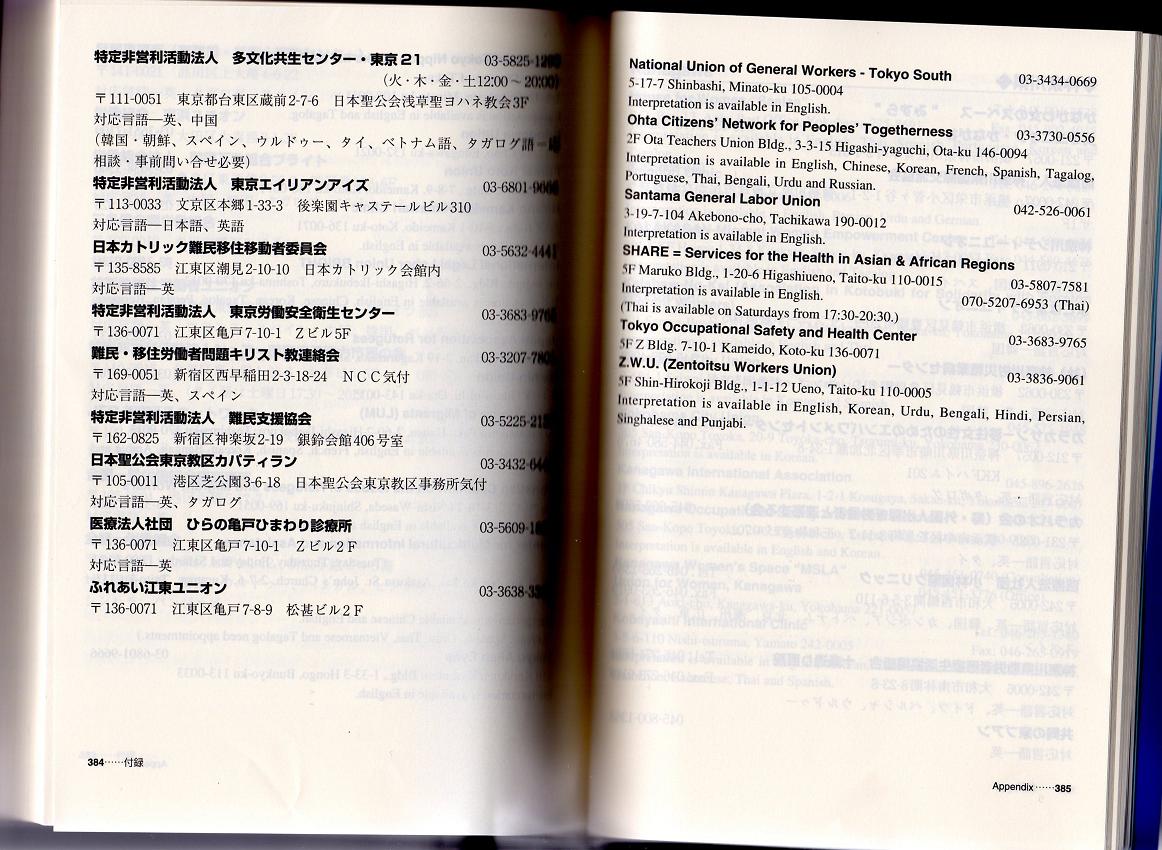 特定非営利活動法人　多文化共生センター・東京21　03-5825-
(火・木・金・土12:00～20:00)
〒111-0051　東京都台東区蔵前2-7-6　日本聖公会浅草聖ヨハネ教会3F
対応言語―英、中国
(韓国・朝鮮、スペイン、ウルドゥー、タイ、ベトナム語、タガログ語―
相談・事前問い合せ必要)
特定非営利活動法人　東京エイリアンアイズ　03-6801-
〒113-0033　文京区本郷1-33-3　後楽園キャステールビル310
対応言語―日本語、英語
日本カトリック難民移住移動者委員会　03-5632-4441
〒135-8585　江東区潮見2-10-10　日本カトリック会館内
対応言語―英
特定非営利活動法人　東京労働安全衛生センター　03-3683-
〒136-0071　江東区亀戸7-10-1　Zビル5F
難民・移住労働者問題キリスト教連絡会　03-3207-
〒169-0051　新宿区西早稲田2-3-18-24　NCC気付
対応言語―英、スペイン
特定非営利活動法人　難民支援協会　03-5225-
〒162-0825　新宿区神楽坂2-19　銀鈴会館406号室
日本聖公会東京教区カパティラン　03-3432-
〒105-0011　港区芝公園3-6-18　日本聖公会東京教区事務所気付
対応言語―英、タガログ
医療法人社団　ひらの亀戸ひまわり診療所　03-5609-
〒136-0071　江東区亀戸7-10-1　Zビル2F
対応言語―英
ふれあい江東ユニオン　03-3638-
〒136-0071　江東区亀戸7-8-9　松甚ビル2F
384……付録
National Union of General Workers - Tokyo South　03-3434-0669
5-17-7 Shinbashi, Minato-ku 105-0004
Interpretation is available in English.
Ohta Citizens' Network for Peoples' Togetherness　03-3730-0556
2F Ota Teachers Union Bldg., 3-3-15 Higashi-yaguchi, Ota-ku 146-0094
Interpretation is available in English, Chinese, Korean, French, Spanish, Tagalog,
Portuguese, Thai, Bengali, Urdu and Russian.
Santama General Labor Union　042-526-0061
3-19-7-104 Akebono-cho, Tachikawa 190-0012
Interpretation is available in English.
SHARE = Services for the Health in Asian & African Regions
5F Maruko Bldg., 1-20-6 Higashiueno, Taito-ku 110-0015　03-5807-7581
Interpretation is available in English.　070-5207-6953 (Thai)
(Thai is available on Saturdays from 17:30-20:30.)
Tokyo Occupational Safety and Health Center　03-3683-9765
5F Z Bldg. 7-10-1 Kameido, Koto-ku 136-0071
Z.W.U. (Zentoitsu Workers Union)　03-3836-9061
5F Shin-Hirokoji Bldg., 1-1-12 Ueno, Taito-ku 110-0005
Interpretation is available in English, Korean, Urdu, Bengali, Hindi, Persian,
Singhalese and Punjabi.
Appendix……385